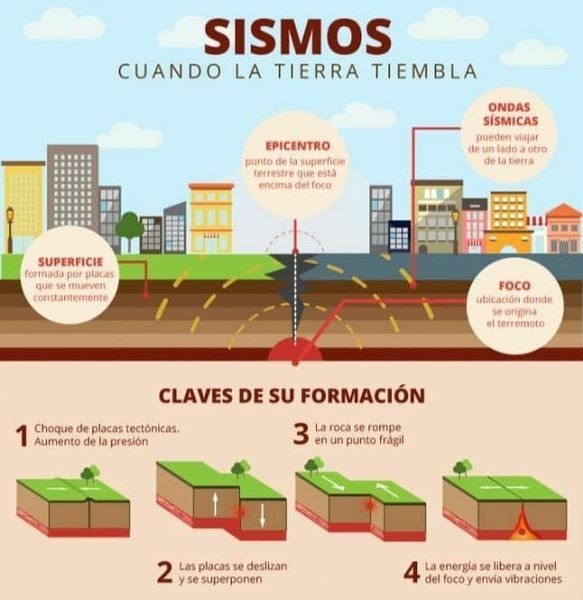 SISMOS
CUANDO LA TIERRA TIEMBLA
ONDAS
SÍSMICAS
pueden viajar
de un lado a otro
de la tierra
EPICENTRO
punto de la superficie
terrestre que está
encima del foco
SUPERFICIE
formada por placas
que se mueven
constantemente
FOCO
ubicación donde
se origina
el terremoto
CLAVES DE SU FORMACIÓN
1 Choque de placas tectónicas.
Aumento de la presión
2 Las placas se deslizan
y se superponen
3 La roca se rompe
en un punto frágil
4 La energía se libera a nivel
del foco y envía vibraciones